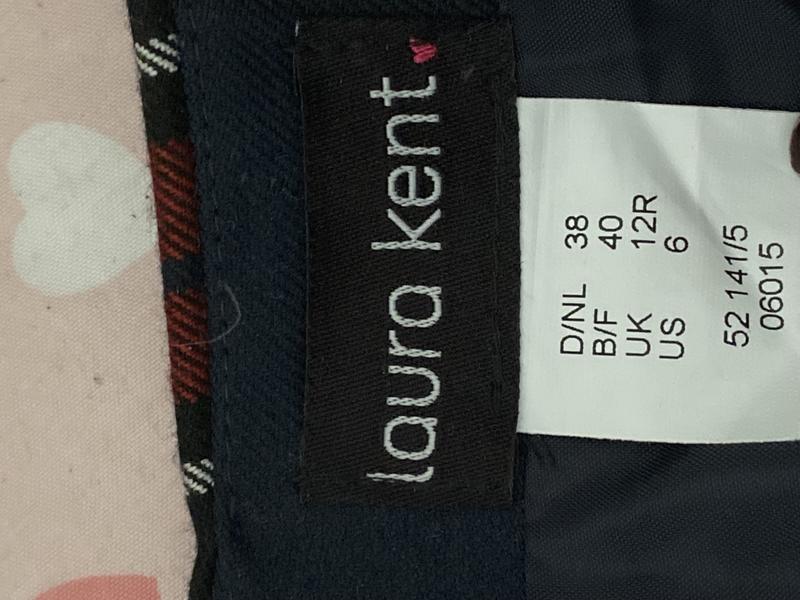 laura kent
D/NL 38
B/F 40
UK 12R
US 6
52 141/5
06015